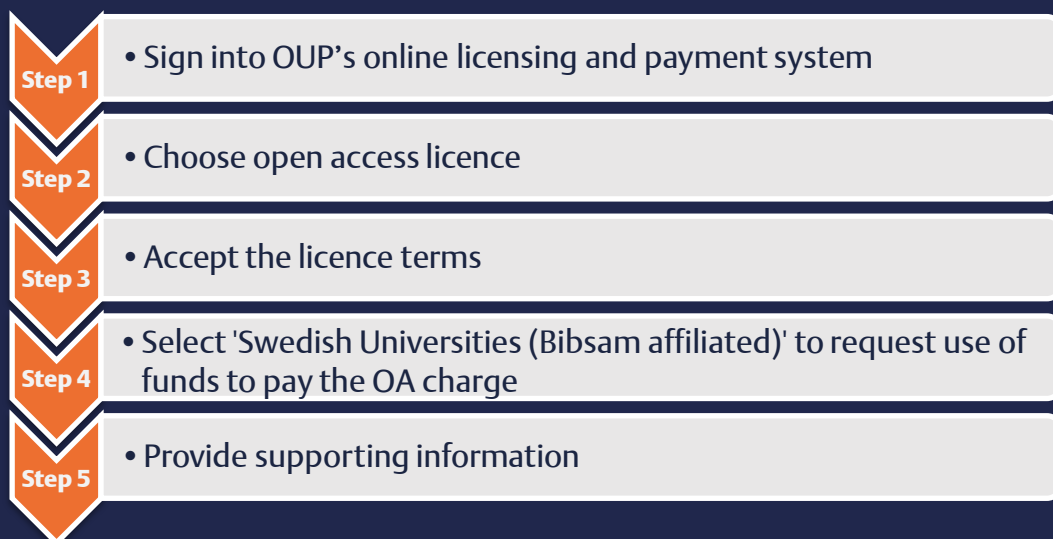 Step 1
• Sign into OUP’s online licensing and payment system
Step 2
• Choose open access licence
Step 3
• Accept the licence terms
Step 4
• Select 'Swedish Universities (Bibsam affiliated)' to request use of
funds to pay the OA charge
Step 5
• Provide supporting information